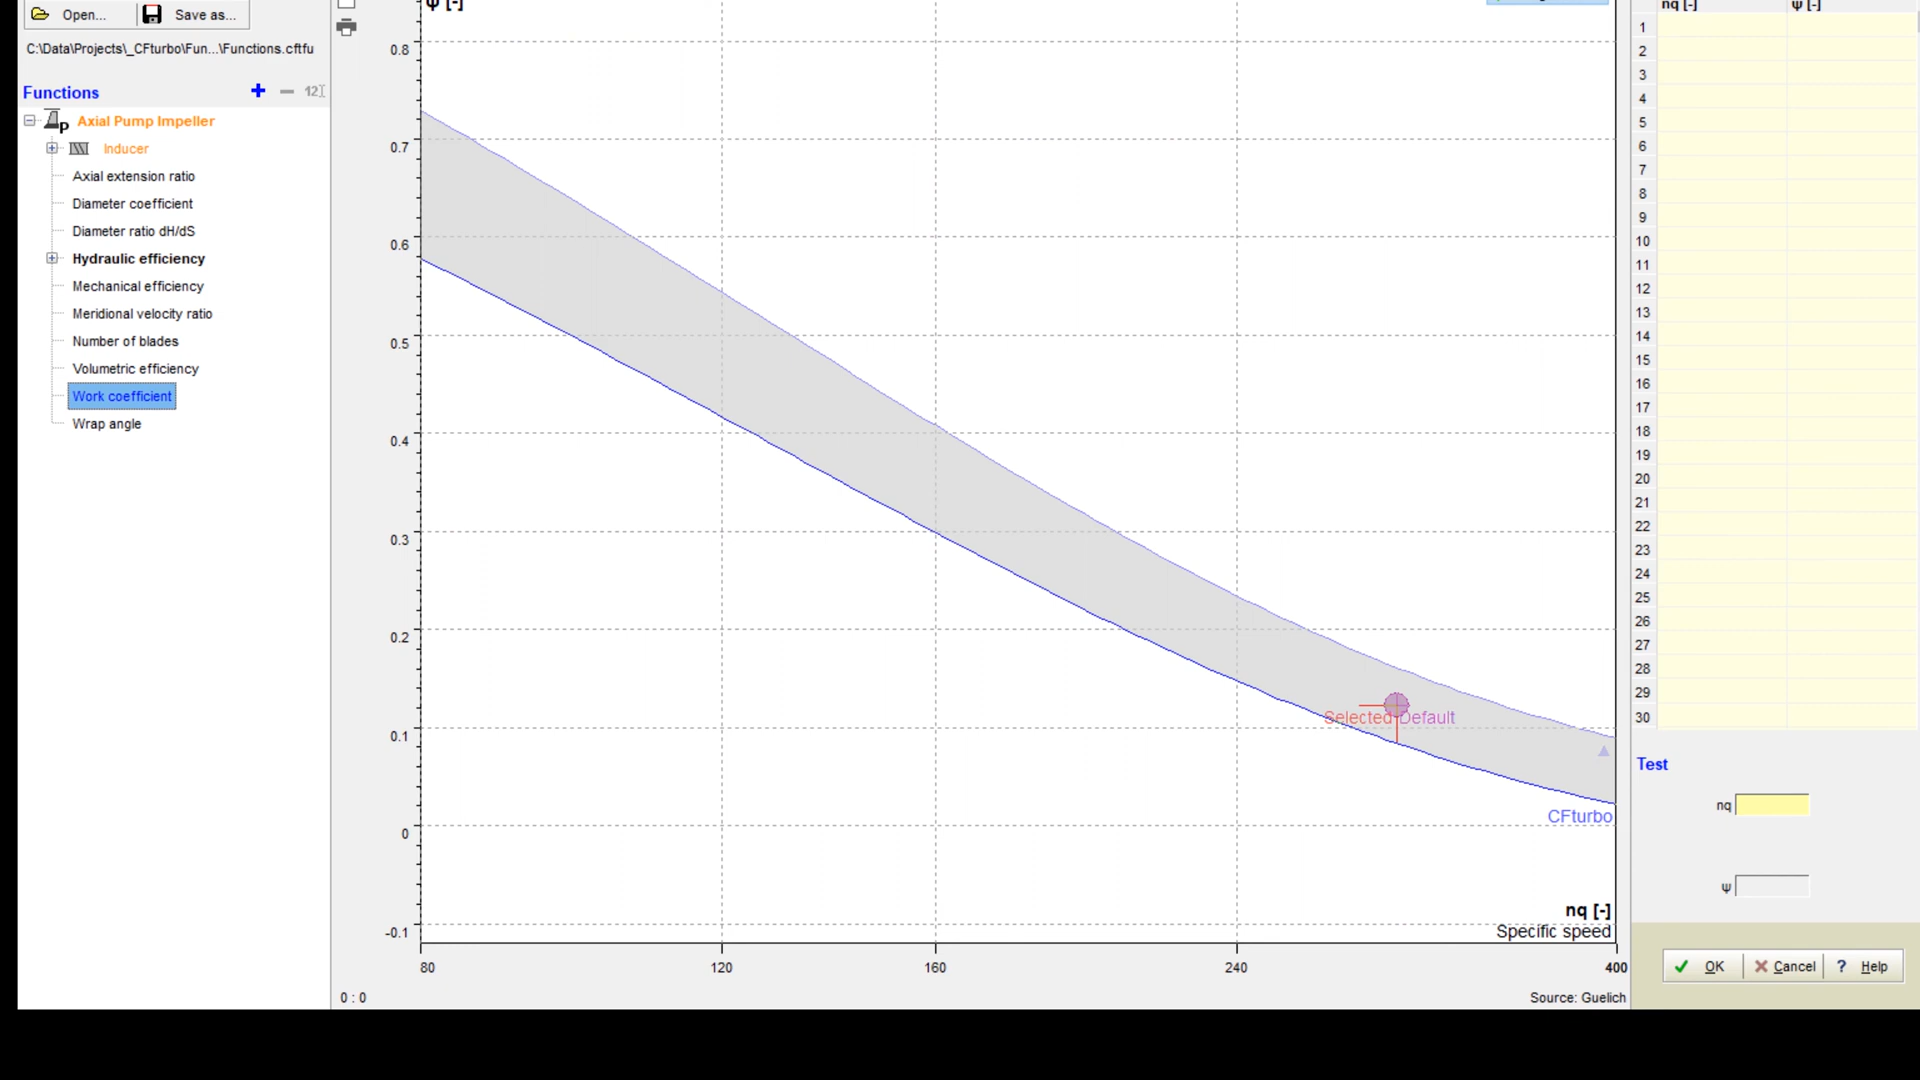 Open...
Save as...
C:\Data\Projects\_CFturbo\Fun...\Functions.cftfu
Functions
Axial Pump Impeller
Inducer
Axial extension ratio
Diameter coefficient
Diameter ratio dH/dS
Hydraulic efficiency
Mechanical efficiency
Meridional velocity ratio
Number of blades
Volumetric efficiency
Work coefficient
Wrap angle
ψ [-]
0.8
0.7
0.6
0.5
0.4
0.3
0.2
0.1
0
-0.1
80
120
160
240
400
Selected
Default
CFturbo
nq [-]
Specific speed
0 : 0
Source: Guelich
nq [-]
ψ [-]
1
2
3
4
5
6
7
8
9
10
11
12
13
14
15
16
17
18
19
20
21
22
23
24
25
26
27
28
29
30
Test
nq
ψ
OK
Cancel
? Help